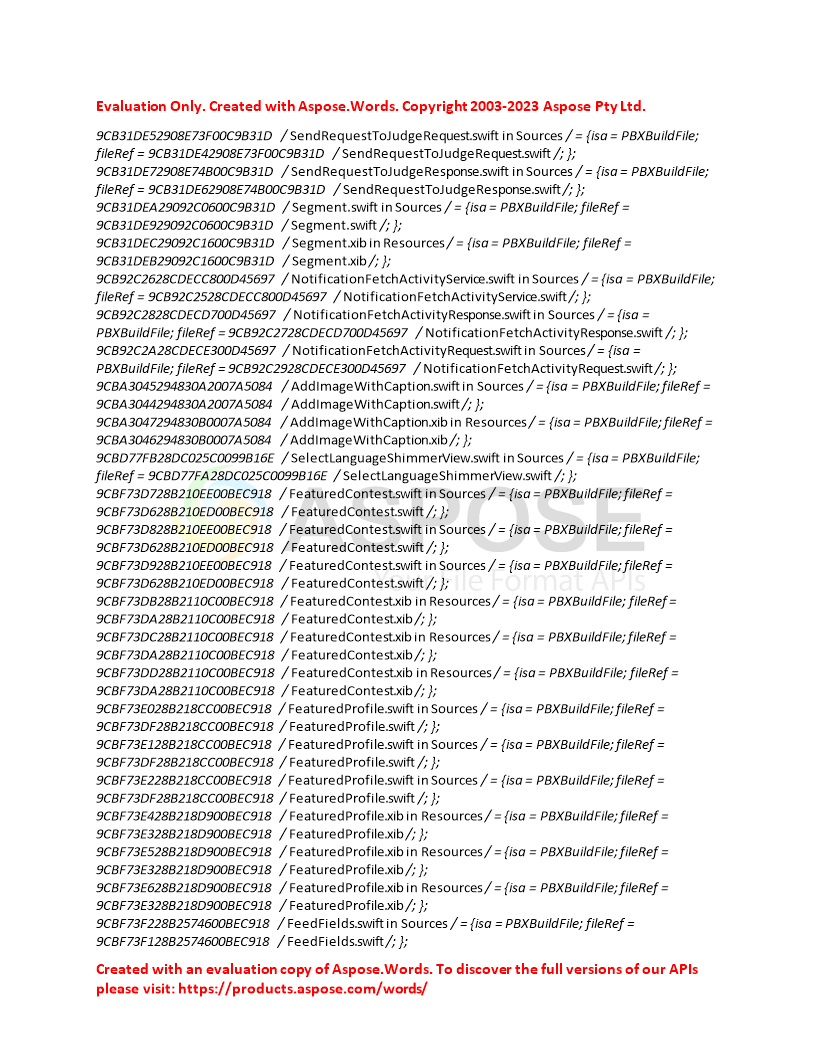 Evaluation Only. Created with Aspose.Words. Copyright 2003-2023 Aspose Pty Ltd.
9CB31DE52908E73F00C9B31D / SendRequestToJudgeRequest.swift in Sources / = {isa = PBXBuildFile;
fileRef = 9CB31DE42908E73F00C9B31D / SendRequestToJudgeRequest.swift /; };
9CB31DE72908E74B00C9B31D / SendRequestToJudgeResponse.swift in Sources / = {isa = PBXBuildFile;
fileRef = 9CB31DE62908E74B00C9B31D / SendRequestToJudgeResponse.swift /; };
9CB31DEA29092C0600C9B31D / Segment.swift in Sources / = {isa = PBXBuildFile; fileRef =
9CB31DE929092C0600C9B31D / Segment.swift /; };
9CB31DEC29092C1600C9B31D / Segment.xib in Resources / = {isa = PBXBuildFile; fileRef =
9CB31DEB29092C1600C9B31D / Segment.xib /; };
9CB92C2628CDECC800D45697 / NotificationFetchActivityService.swift in Sources / = {isa = PBXBuildFile;
fileRef = 9CB92C2528CDECC800D45697 / NotificationFetchActivityService.swift /; };
9CB92C2828CDECD700D45697 / NotificationFetchActivityResponse.swift in Sources / = {isa =
PBXBuildFile; fileRef = 9CB92C2728CDECD700D45697 / NotificationFetchActivityResponse.swift /; };
9CB92C2A28CDECE300D45697 / NotificationFetchActivityRequest.swift in Sources / = {isa =
PBXBuildFile; fileRef = 9CB92C2928CDECE300D45697 / NotificationFetchActivityRequest.swift /; };
9CBA3045294830A2007A5084 / AddImageWithCaption.swift in Sources / = {isa = PBXBuildFile; fileRef =
9CBA3044294830A2007A5084 / AddImageWithCaption.swift /; };
9CBA3047294830B0007A5084 / AddImageWithCaption.xib in Resources / = {isa = PBXBuildFile; fileRef =
9CBA3046294830B0007A5084 / AddImageWithCaption.xib /; };
9CBD77FB28DC025C0099B16E / SelectLanguageShimmerView.swift in Sources / = {isa = PBXBuildFile;
fileRef = 9CBD77FA28DC025C0099B16E / SelectLanguageShimmerView.swift /; };
9CBF73D728B210EE00BEC918 / FeaturedContest.swift in Sources / = {isa = PBXBuildFile; fileRef =
9CBF73D628B210ED00BEC918 / FeaturedContest.swift /; };
9CBF73D828B210EE00BEC918 / FeaturedContest.swift in Sources / = {isa = PBXBuildFile; fileRef =
9CBF73D628B210ED00BEC918 / FeaturedContest.swift /; };
9CBF73D928B210EE00BEC918 / FeaturedContest.swift in Sources / = {isa = PBXBuildFile; fileRef =
9CBF73D628B210ED00BEC918 / FeaturedContest.swift /; };
9CBF73DB28B2110C00BEC918 / FeaturedContest.xib in Resources / = {isa = PBXBuildFile; fileRef =
9CBF73DA28B2110C00BEC918 / FeaturedContest.xib /; };
9CBF73DC28B2110C00BEC918 / FeaturedContest.xib in Resources / = {isa = PBXBuildFile; fileRef =
9CBF73DA28B2110C00BEC918 / FeaturedContest.xib /; };
9CBF73DD28B2110C00BEC918 / FeaturedContest.xib in Resources / = {isa = PBXBuildFile; fileRef =
9CBF73DA28B2110C00BEC918 / FeaturedContest.xib /; };
9CBF73E028B218CC00BEC918 / FeaturedProfile.swift in Sources / = {isa = PBXBuildFile; fileRef =
9CBF73DF28B218CC00BEC918 / FeaturedProfile.swift /; };
9CBF73E128B218CC00BEC918 / FeaturedProfile.swift in Sources / = {isa = PBXBuildFile; fileRef =
9CBF73DF28B218CC00BEC918 / FeaturedProfile.swift /; };
9CBF73E228B218CC00BEC918 / FeaturedProfile.swift in Sources / = {isa = PBXBuildFile; fileRef =
9CBF73DF28B218CC00BEC918 / FeaturedProfile.swift /; };
9CBF73E428B218D900BEC918 / FeaturedProfile.xib in Resources / = {isa = PBXBuildFile; fileRef =
9CBF73E328B218D900BEC918 / FeaturedProfile.xib /; };
9CBF73E528B218D900BEC918 / FeaturedProfile.xib in Resources / = {isa = PBXBuildFile; fileRef =
9CBF73E328B218D900BEC918 / FeaturedProfile.xib /; };
9CBF73E628B218D900BEC918 / FeaturedProfile.xib in Resources / = {isa = PBXBuildFile; fileRef =
9CBF73E328B218D900BEC918 / FeaturedProfile.xib /; };
9CBF73F228B2574600BEC918 / FeedFields.swift in Sources / = {isa = PBXBuildFile; fileRef =
9CBF73F128B2574600BEC918 / FeedFields.swift /; };
ASPOSE
Your File Format APIs
Created with an evaluation copy of Aspose.Words. To discover the full versions of our APIs
please visit: https://products.aspose.com/words/